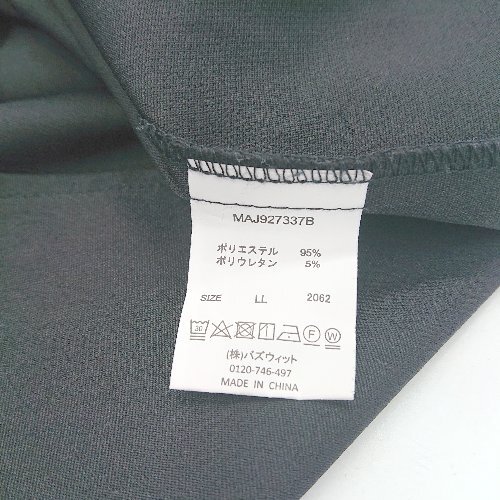 MAJ927337B
ポリエステル 95%
ポリウレタン 5%
SIZE LL 2062
(株)バズウィット
0120-746-497
MADE IN CHINA